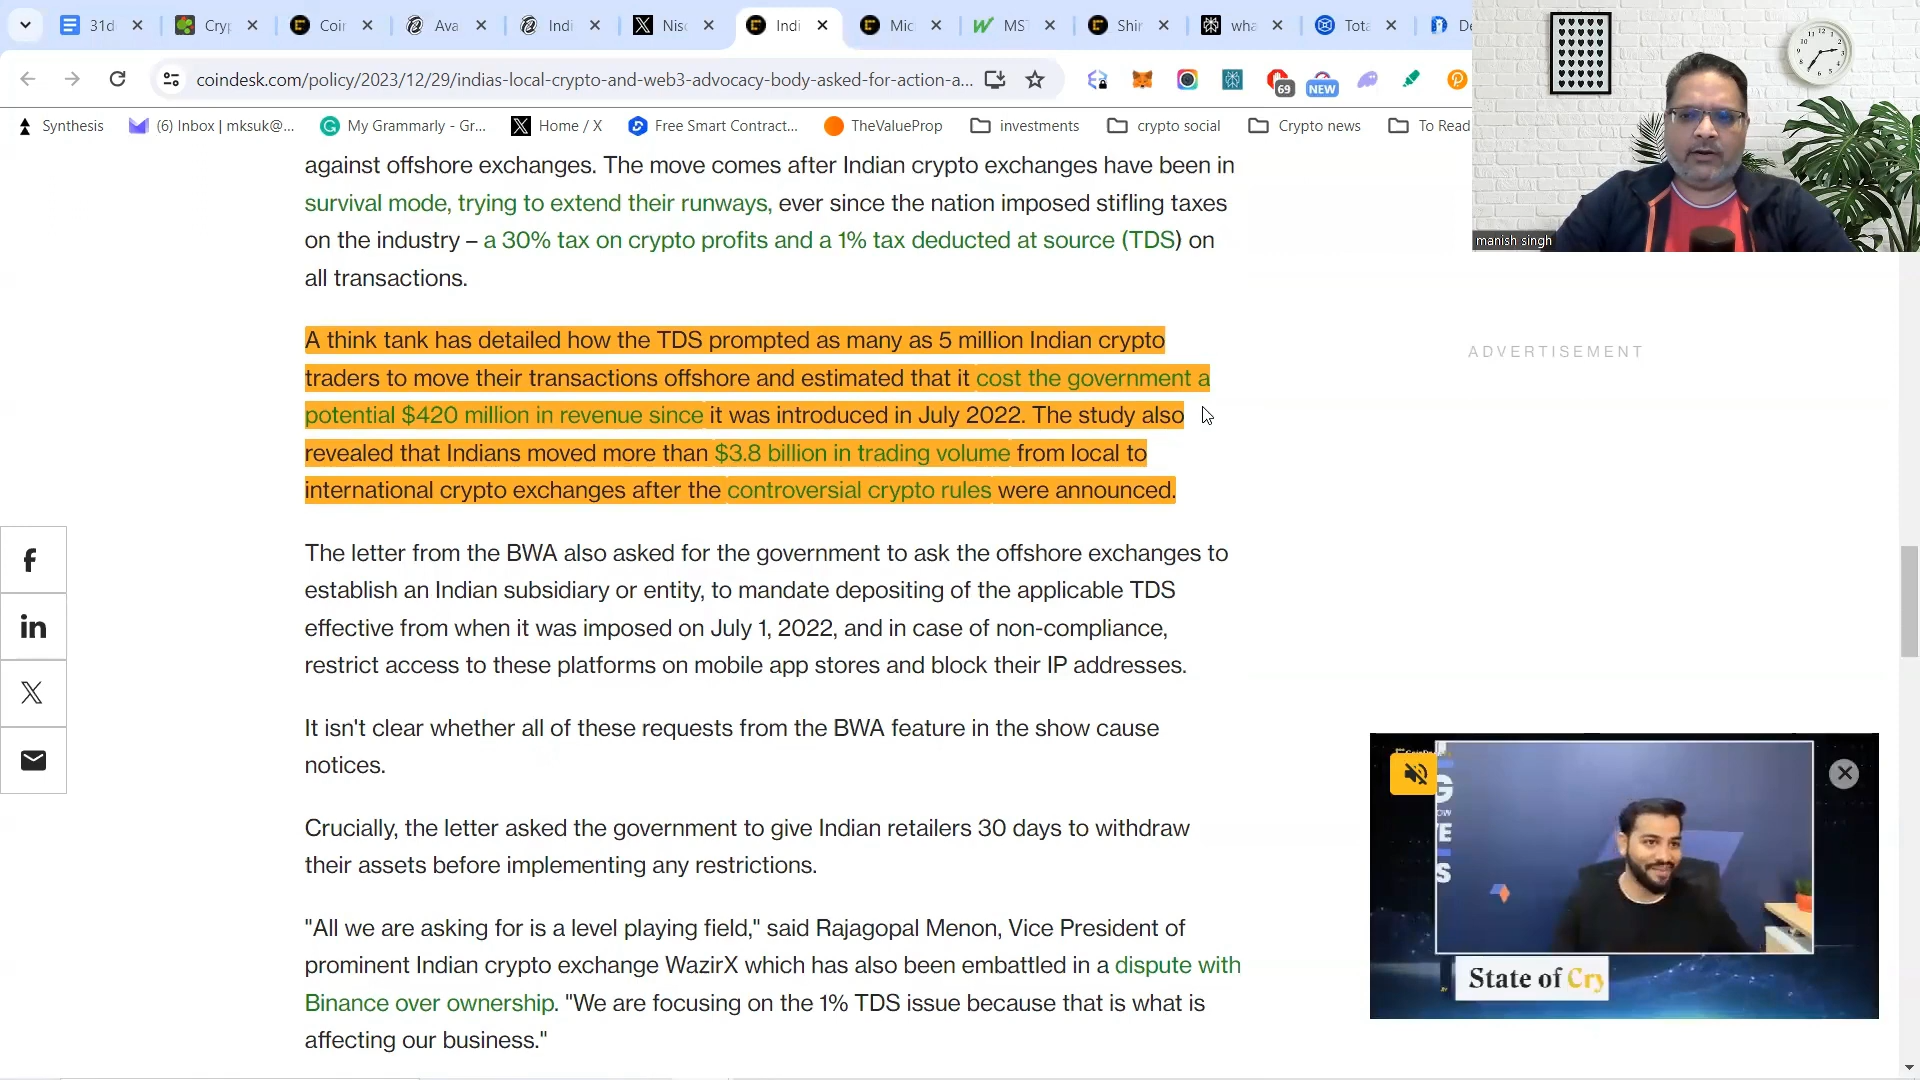 31d
Cryp
Coin
Ava
Indi
Nisc
Indi
Mic
MST
Shir
wha
Tota
De
coindesk.com/policy/2023/12/29/indias-local-crypto-and-web3-advocacy-body-asked-for-action-a...
69
NEW
Synthesis
(6) Inbox | mksuk@...
My Grammarly - Gr...
Home / X
Free Smart Contract...
TheValueProp
investments
crypto social
Crypto news
To Read
manish singh
against offshore exchanges. The move comes after Indian crypto exchanges have been in
survival mode, trying to extend their runways, ever since the nation imposed stifling taxes
on the industry – a 30% tax on crypto profits and a 1% tax deducted at source (TDS) on
all transactions.
A think tank has detailed how the TDS prompted as many as 5 million Indian crypto
traders to move their transactions offshore and estimated that it cost the government a
potential $420 million in revenue since it was introduced in July 2022. The study also
revealed that Indians moved more than $3.8 billion in trading volume from local to
international crypto exchanges after the controversial crypto rules were announced.
ADVERTISEMENT
The letter from the BWA also asked for the government to ask the offshore exchanges to
establish an Indian subsidiary or entity, to mandate depositing of the applicable TDS
effective from when it was imposed on July 1, 2022, and in case of non-compliance,
restrict access to these platforms on mobile app stores and block their IP addresses.
It isn't clear whether all of these requests from the BWA feature in the show cause
notices.
Crucially, the letter asked the government to give Indian retailers 30 days to withdraw
their assets before implementing any restrictions.
"All we are asking for is a level playing field," said Rajagopal Menon, Vice President of
prominent Indian crypto exchange WazirX which has also been embattled in a dispute with
Binance over ownership. "We are focusing on the 1% TDS issue because that is what is
affecting our business."
State of Cry